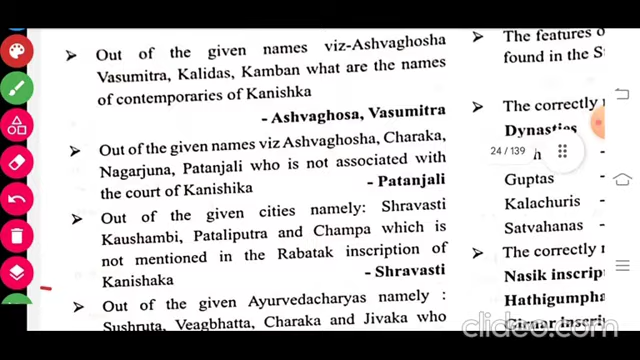 Out of the given names viz-Ashvaghosha
Vasumitra, Kalidas, Kamban what are the names
of contemporaries of Kanishka
- Ashvaghosa, Vasumitra
Out of the given names viz Ashvaghosha, Charaka,
Nagarjuna, Patanjali who is not associated with
the court of Kanishika - Patanjali
Out of the given cities namely: Shravasti
Kaushambi, Pataliputra and Champa which is
not mentioned in the Rabatak inscription of
Kanishaka - Shravasti
Out of the given Ayurvedacharyas namely :
Sushruta, Veagbhatta, Charaka and Jivaka who
The features
found in the
The correctly
Dynasties
24 / 139
Guptas -
Kalachuris -
Satvahanas -
The correctly
Nasik inscrip
Hathigumpha
Girnar inscri
clideo.com